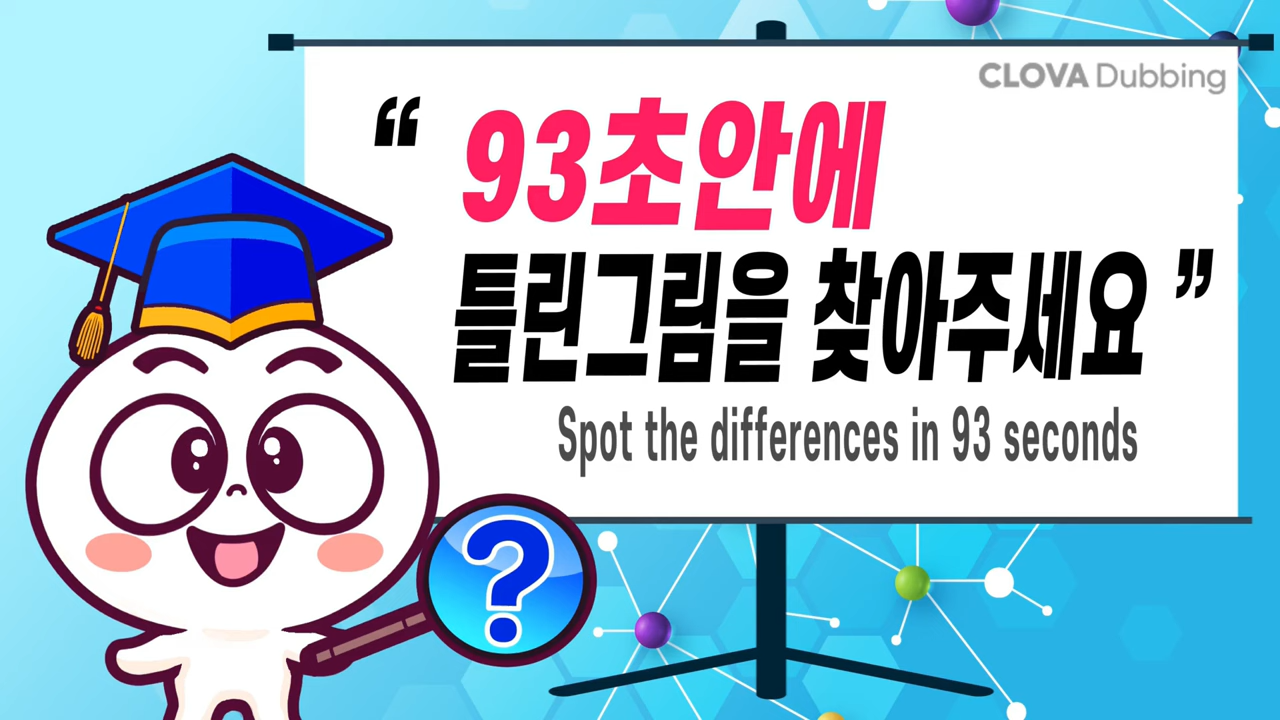 CLOVA Dubbing
“ 93초안에
틀린그림을 찾아주세요 ”
Spot the differences in 93 seconds
?